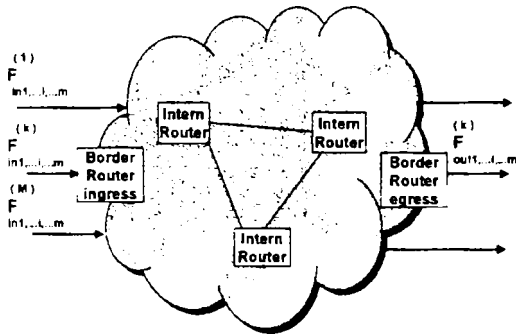 (1)
F
in1,...i,...m
Intern
Router
Intern
Router
(k)
F
in1,...i,...m
Border
Router
ingress
(k)
F
out1,...i,...m
Border
Router
egress
(M)
F
in1,...i,...m
Intern
Router